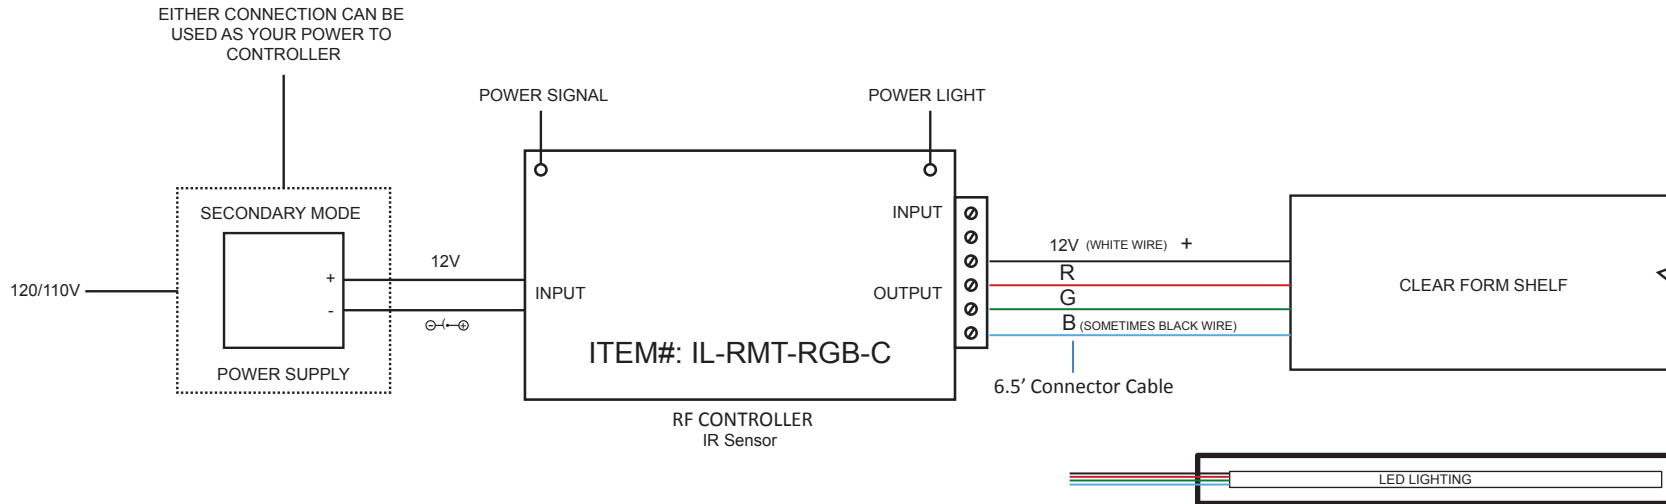 EITHER CONNECTION CAN BE
USED AS YOUR POWER TO
CONTROLLER
POWER SIGNAL
POWER LIGHT
SECONDARY MODE
INPUT
12V (WHITE WIRE) +
12V
+
R
120/110V
INPUT
OUTPUT
CLEAR FORM SHELF
G
-
B (SOMETIMES BLACK WIRE)
ITEM#: IL-RMT-RGB-C
POWER SUPPLY
6.5’ Connector Cable
RF CONTROLLER
IR Sensor
LED LIGHTING